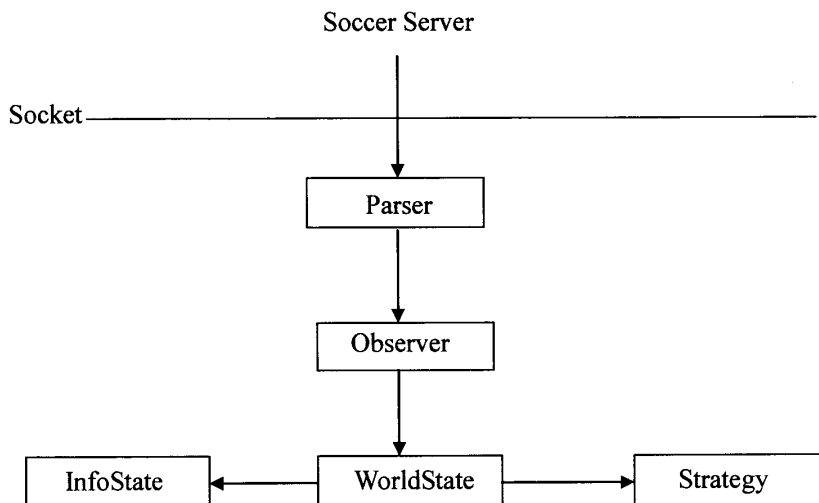 Soccer Server
Socket
Parser
Observer
InfoState
WorldState
Strategy